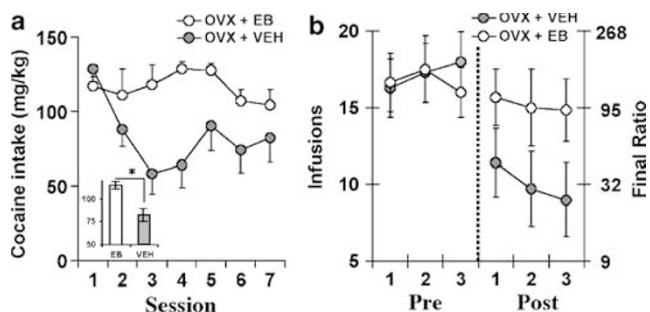 a
OVX + EB
OVX + VEH
Cocaine intake (mg/kg)
150
100
50
0
*
100
75
50
EB VEH
1 2 3 4 5 6 7
Session
b
OVX + VEH
OVX + EB
Infusions
20
15
10
5
268
95
32
9
Final Ratio
1 2 3 1 2 3
Pre Post